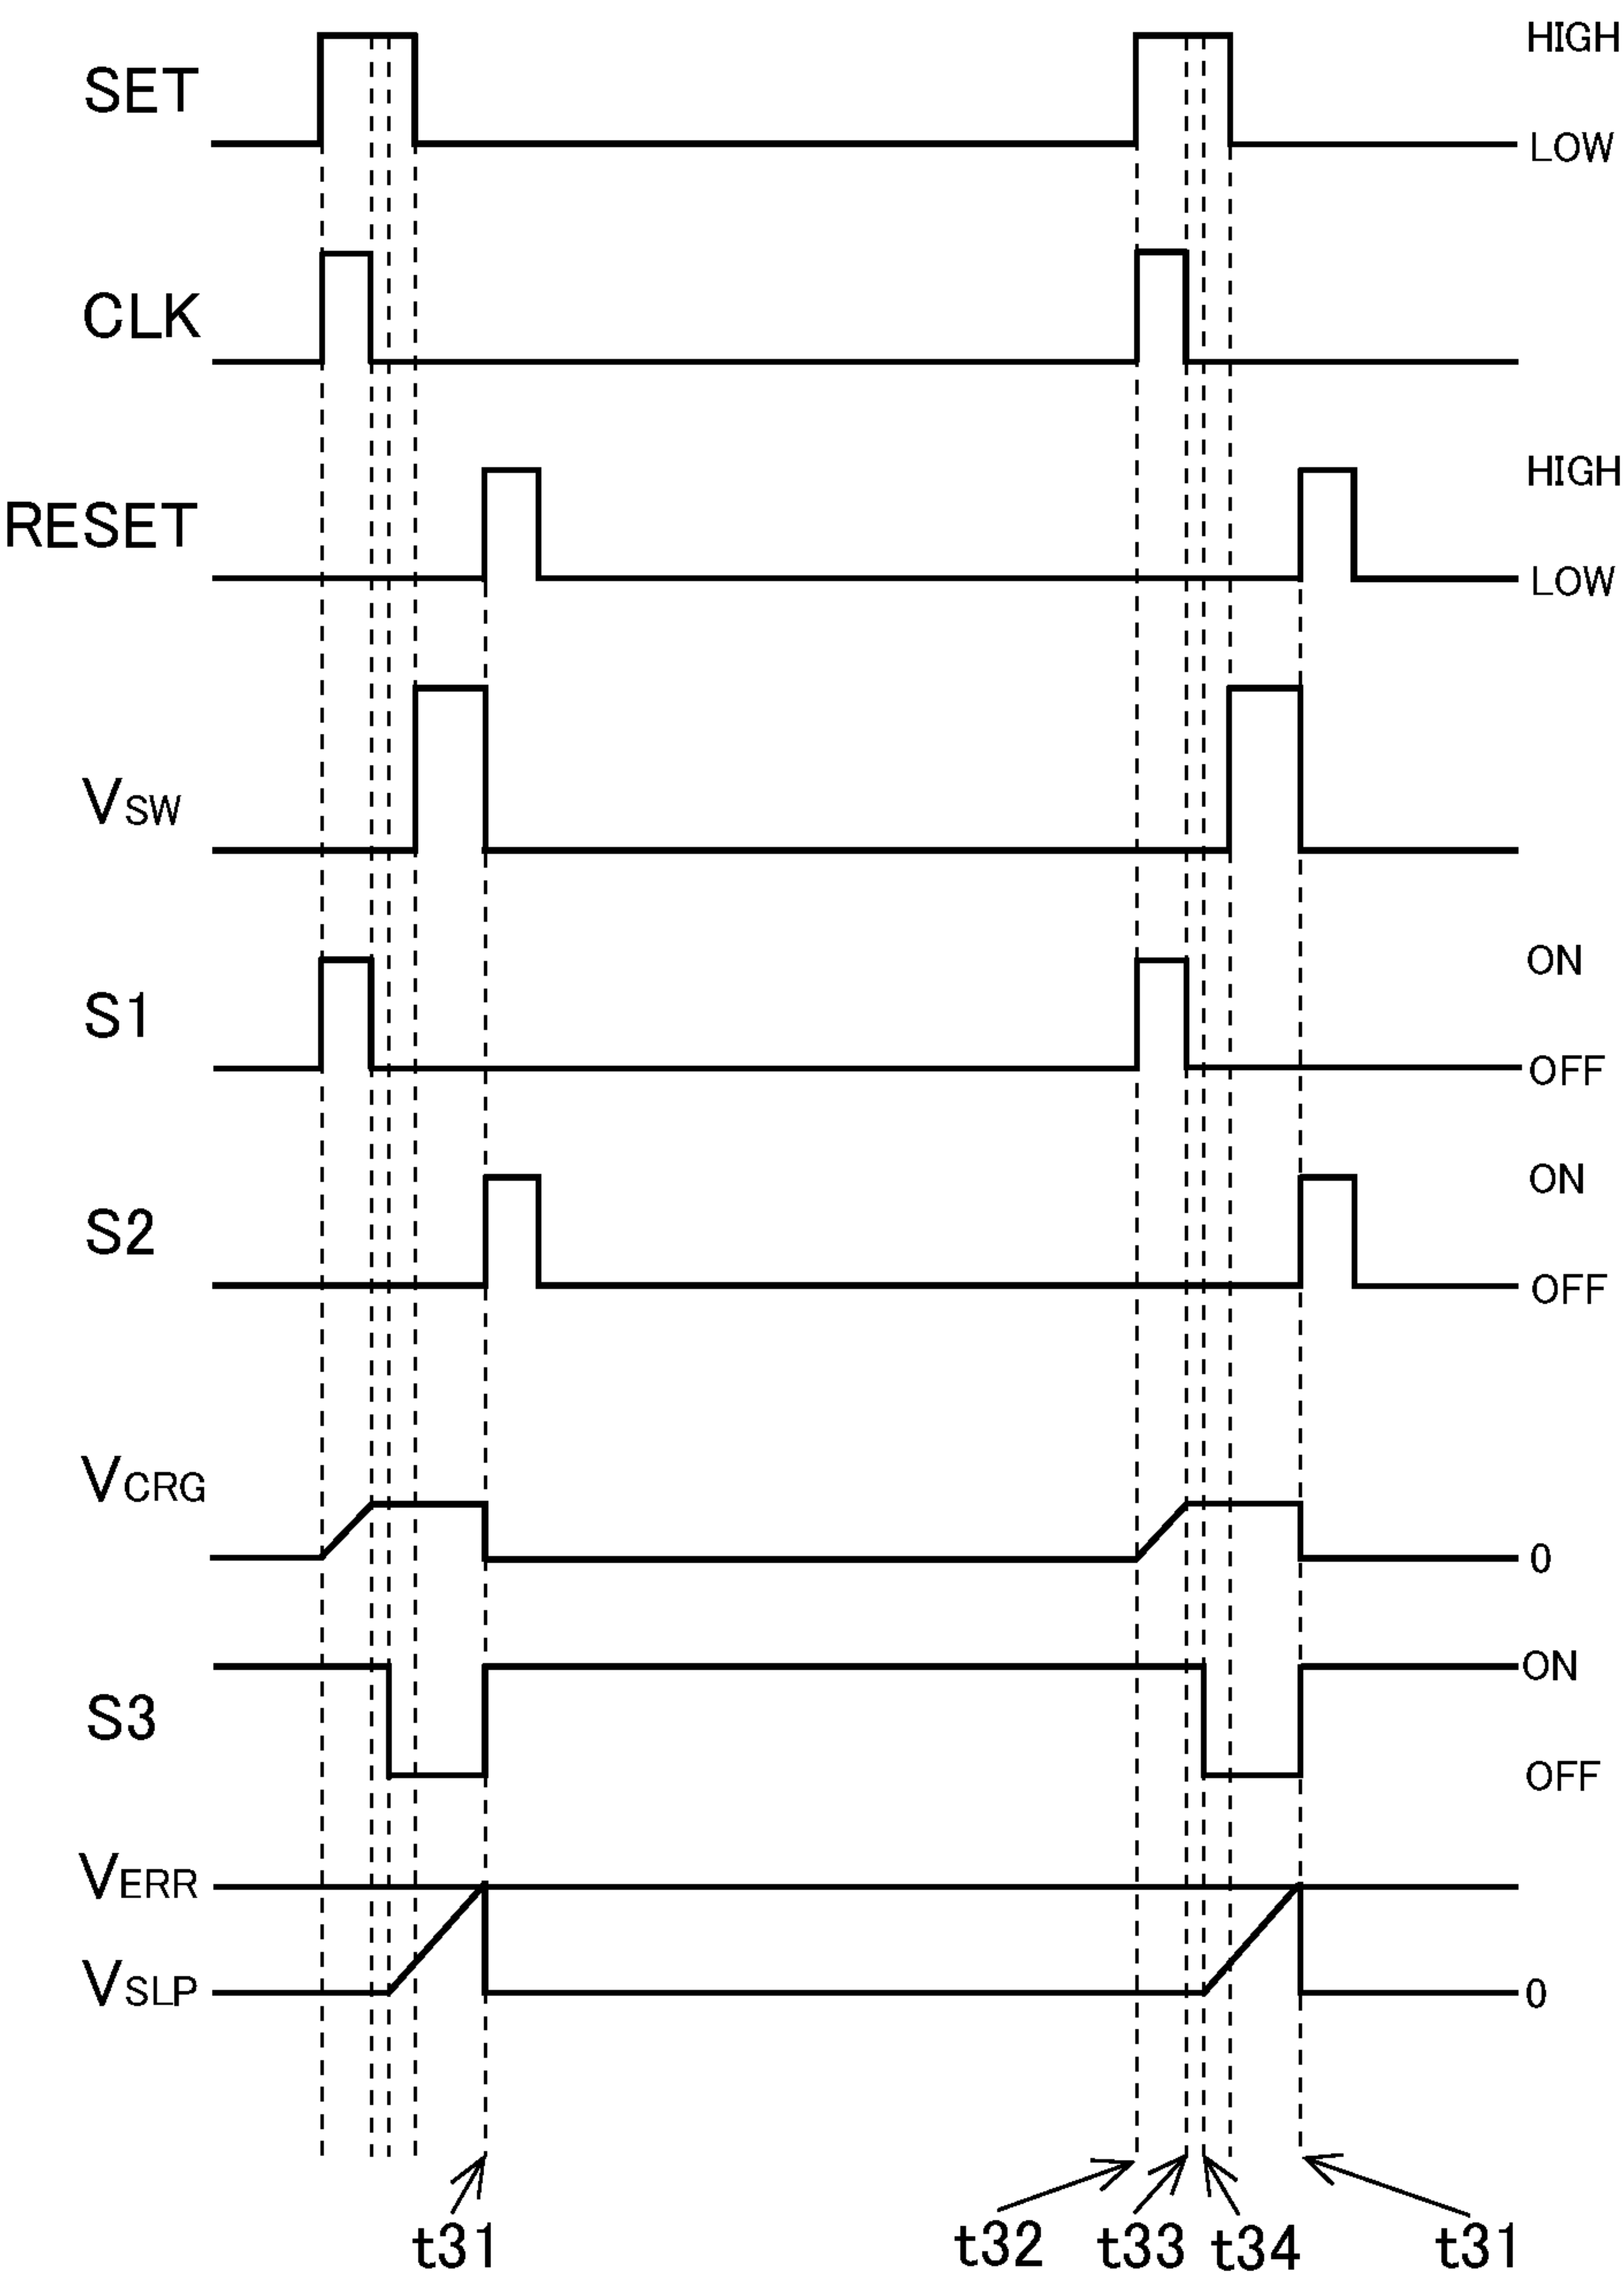 HIGH
SET
LOW
CLK
HIGH
RESET
LOW
VSW
ON
S1
OFF
ON
S2
OFF
VCRG
0
ON
S3
OFF
VERR
VSLP
0
t31 t32 t33 t34 t31